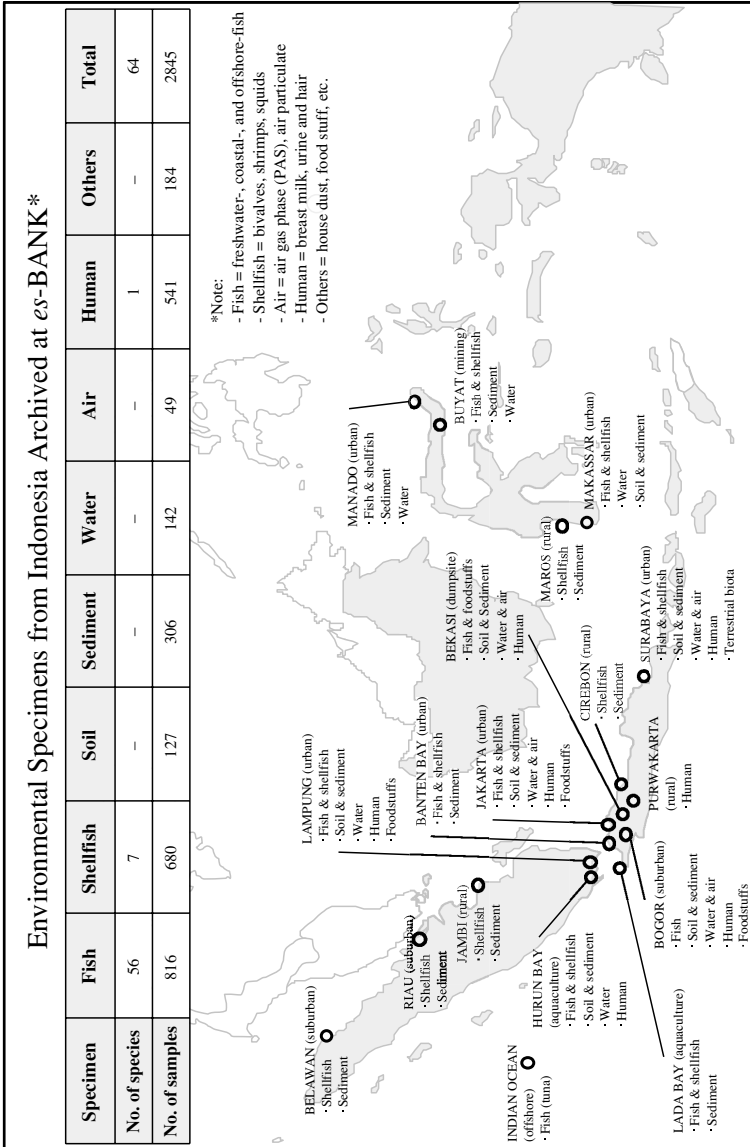 Environmental Specimens from Indonesia Archived at es-BANK*
Specimen Fish Shellfish Soil Sediment Water Air Human Others Total
No. of species 56 7 – – – – 1 – 64
No. of samples 816 680 127 306 142 49 541 184 2845
*Note:
- Fish = freshwater-, coastal-, and offshore-fish
- Shellfish = bivalves, shrimps, squids
- Air = air gas phase (PAS), air particulate
- Human = breast milk, urine and hair
- Others = house dust, food stuff, etc.
BELAWAN (suburban)
· Shellfish
· Sediment
RIAU (suburban)
· Shellfish
· Sediment
JAMBI (rural)
· Shellfish
· Sediment
LAMPUNG (urban)
· Fish & shellfish
· Soil & sediment
· Water
· Human
· Foodstuffs
BANTEN BAY (urban)
· Fish & shellfish
· Sediment
JAKARTA (urban)
· Fish & shellfish
· Soil & sediment
· Water & air
· Human
· Foodstuffs
BEKASI (dumpsite)
· Fish & foodstuffs
· Soil & Sediment
· Water & air
· Human
MANADO (urban)
· Fish & shellfish
· Sediment
· Water
BUYAT (mining)
· Fish & shellfish
· Sediment
· Water
MAROS (rural)
· Shellfish
· Sediment
MAKASSAR (urban)
· Fish & shellfish
· Water
· Soil & sediment
CIREBON (rural)
· Shellfish
· Sediment
SURABAYA (urban)
· Fish & shellfish
· Soil & sediment
· Water & air
· Human
· Terrestrial biota
PURWAKARTA
(rural)
· Human
BOGOR (suburban)
· Fish
· Soil & sediment
· Water & air
· Human
· Foodstuffs
HURUN BAY
(aquaculture)
· Fish & shellfish
· Soil & sediment
· Water
· Human
INDIAN OCEAN
(offshore)
· Fish (tuna)
LADA BAY (aquaculture)
· Fish & shellfish
· Sediment